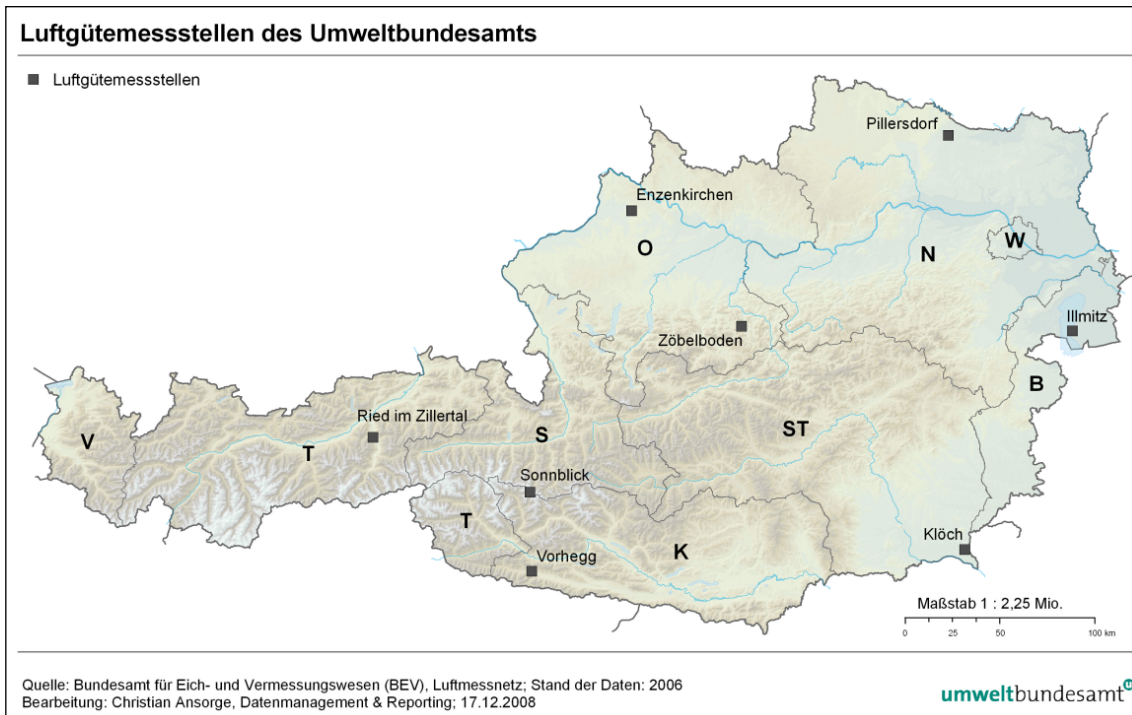 Luftgütemessstellen des Umweltbundesamts
Luftgütemessstellen
Pillersdorf
Enzenkirchen
W
O
N
Illmitz
Zöbelboden
B
Ried im Zillertal
V
T
S
ST
Sonnblick
T
Klöch
K
Vorhegg
Maßstab 1 : 2,25 Mio.
0 25 50 100 km
Quelle: Bundesamt für Eich- und Vermessungswesen (BEV), Luftmessnetz; Stand der Daten: 2006
Bearbeitung: Christian Ansorge, Datenmanagement & Reporting; 17.12.2008
umweltbundesamt u